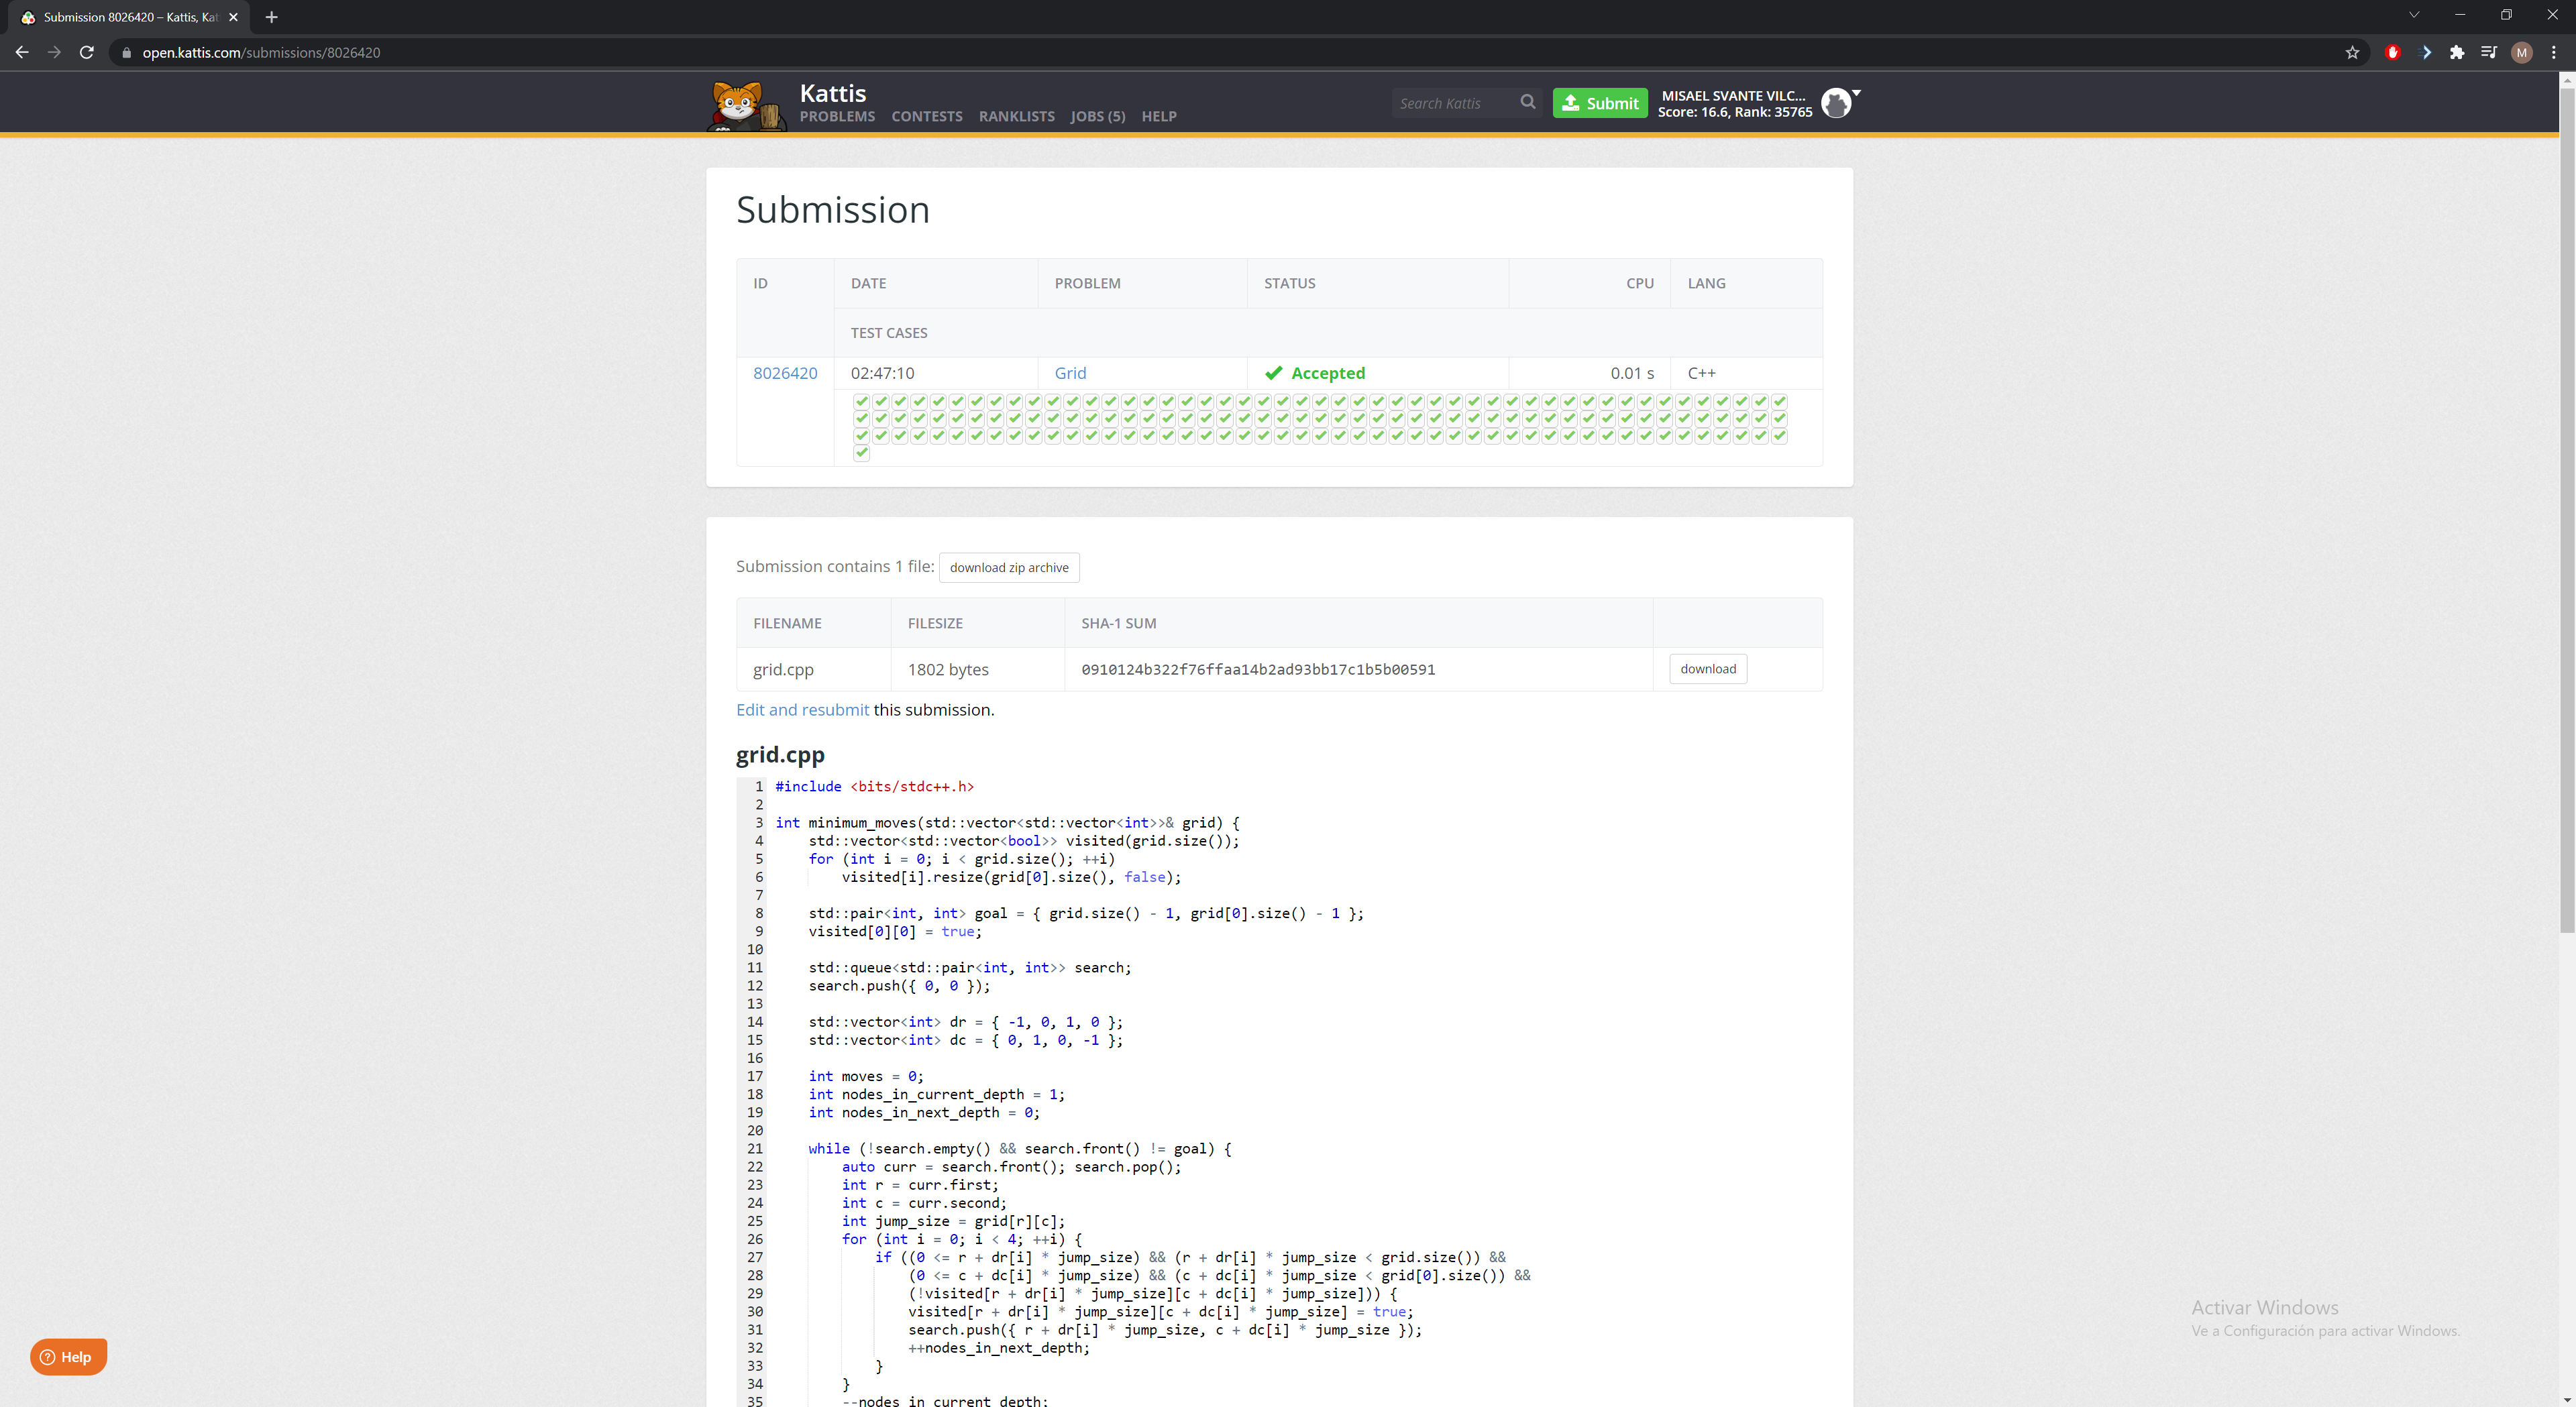 Submission 8026420 – Kattis, Kat
open.kattis.com/submissions/8026420
M
Kattis
PROBLEMS CONTESTS RANKLISTS JOBS (5) HELP
Search Kattis
Submit
MISAEL SVANTE VILC...
Score: 16.6, Rank: 35765
Submission
ID DATE PROBLEM STATUS CPU LANG
TEST CASES
8026420 02:47:10 Grid Accepted 0.01 s C++
Submission contains 1 file: download zip archive
FILENAME FILESIZE SHA-1 SUM
grid.cpp 1802 bytes 0910124b322f76ffaa14b2ad93bb17c1b5b00591 download
Edit and resubmit this submission.
grid.cpp
1 #include <bits/stdc++.h>
2
3 int minimum_moves(std::vector<std::vector<int>>& grid) {
4     std::vector<std::vector<bool>> visited(grid.size());
5     for (int i = 0; i < grid.size(); ++i)
6         visited[i].resize(grid[0].size(), false);
7
8     std::pair<int, int> goal = { grid.size() - 1, grid[0].size() - 1 };
9     visited[0][0] = true;
10
11     std::queue<std::pair<int, int>> search;
12     search.push({ 0, 0 });
13
14     std::vector<int> dr = { -1, 0, 1, 0 };
15     std::vector<int> dc = { 0, 1, 0, -1 };
16
17     int moves = 0;
18     int nodes_in_current_depth = 1;
19     int nodes_in_next_depth = 0;
20
21     while (!search.empty() && search.front() != goal) {
22         auto curr = search.front(); search.pop();
23         int r = curr.first;
24         int c = curr.second;
25         int jump_size = grid[r][c];
26         for (int i = 0; i < 4; ++i) {
27             if ((0 <= r + dr[i] * jump_size) && (r + dr[i] * jump_size < grid.size()) &&
28                 (0 <= c + dc[i] * jump_size) && (c + dc[i] * jump_size < grid[0].size()) &&
29                 (!visited[r + dr[i] * jump_size][c + dc[i] * jump_size])) {
30                 visited[r + dr[i] * jump_size][c + dc[i] * jump_size] = true;
31                 search.push({ r + dr[i] * jump_size, c + dc[i] * jump_size });
32                 ++nodes_in_next_depth;
33             }
34         }
35         --nodes_in_current_depth;
Help
Activar Windows
Ve a Configuración para activar Windows.